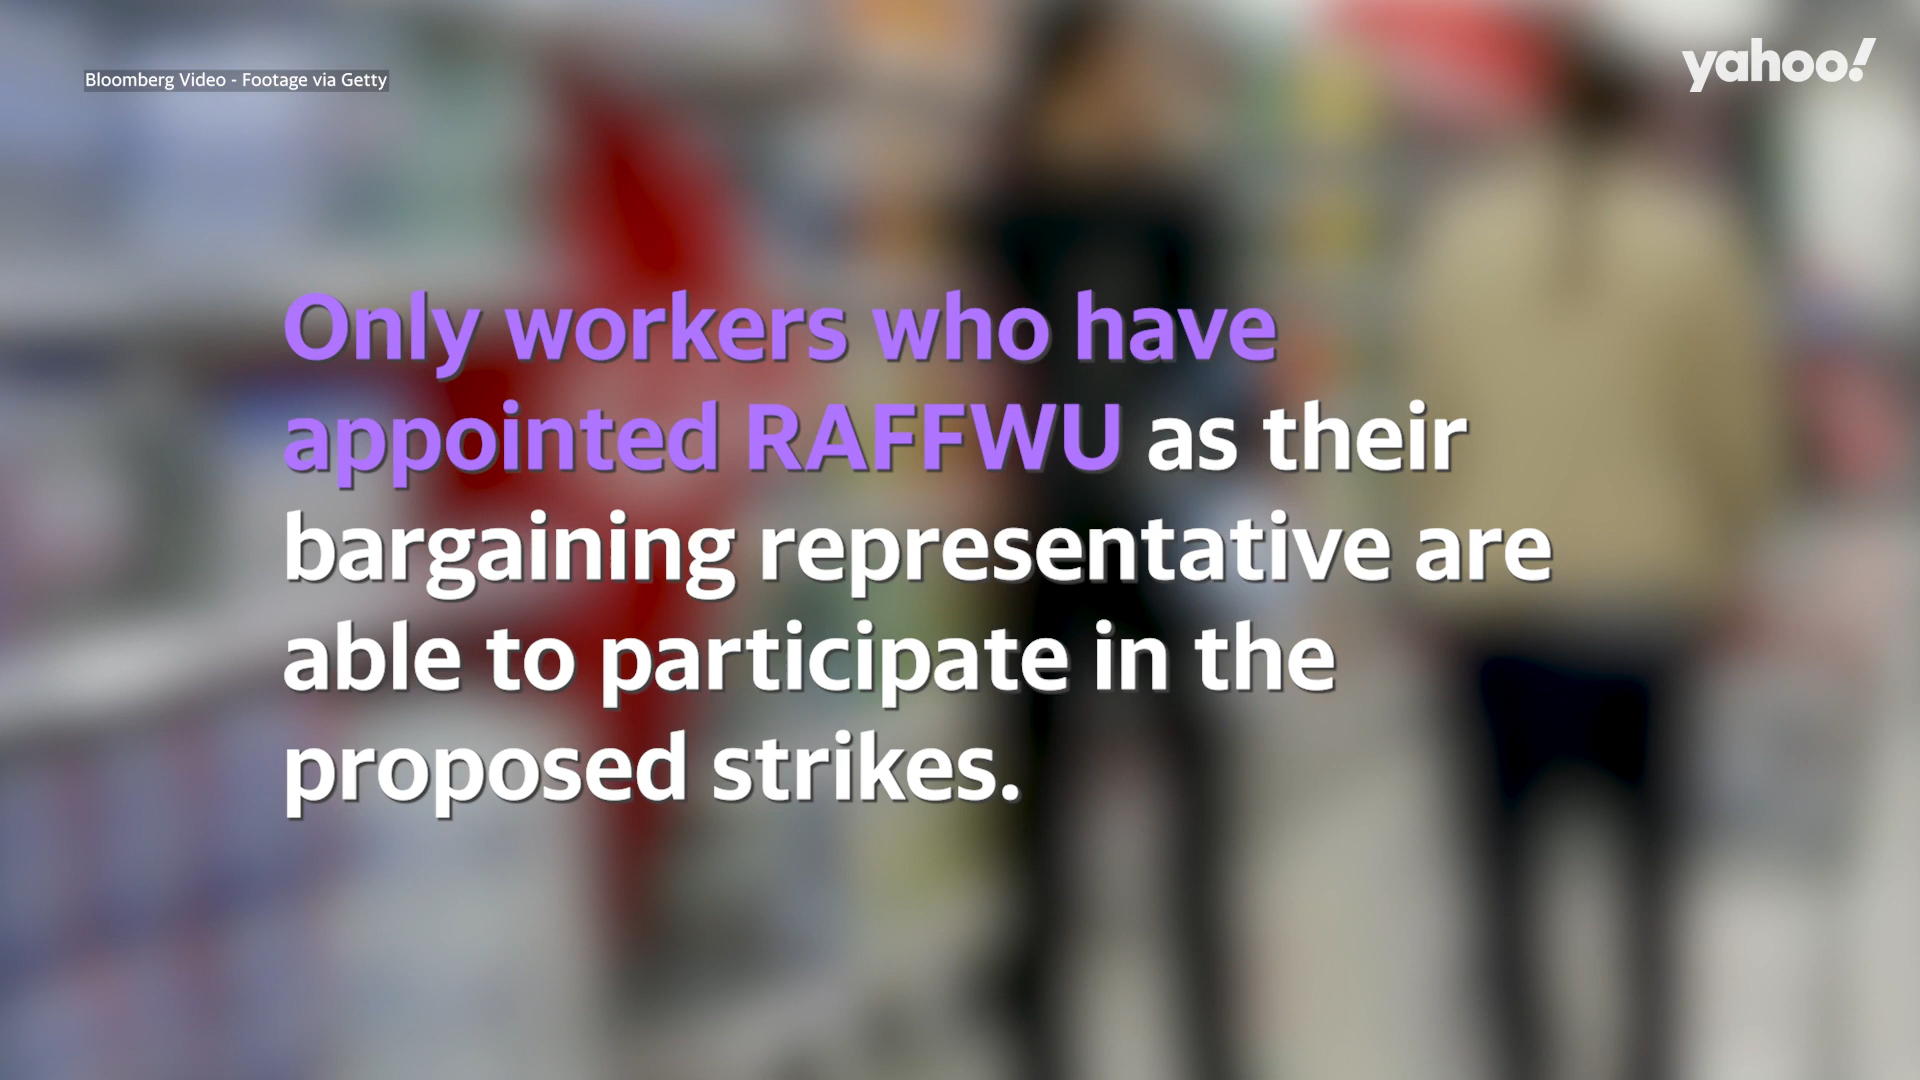 Bloomberg Video - Footage via Getty
yahoo!
Only workers who have
appointed RAFFWU as their
bargaining representative are
able to participate in the
proposed strikes.